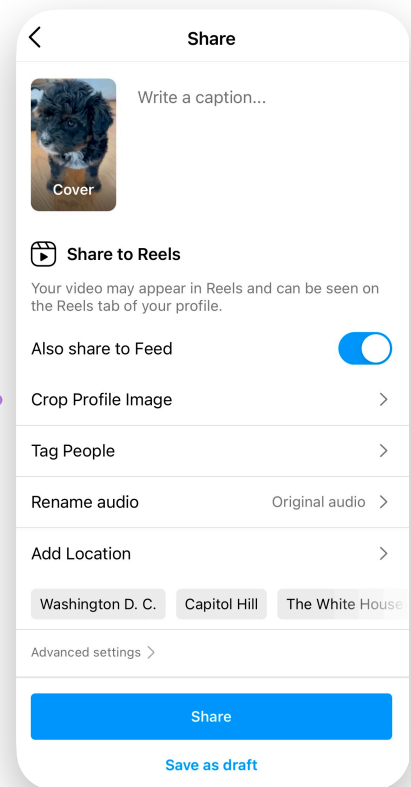 Share
Write a caption...
Cover
Share to Reels
Your video may appear in Reels and can be seen on
the Reels tab of your profile.
Also share to Feed
Crop Profile Image
Tag People
Rename audio Original audio
Add Location
Washington D. C. Capitol Hill The White House
Advanced settings
Share
Save as draft